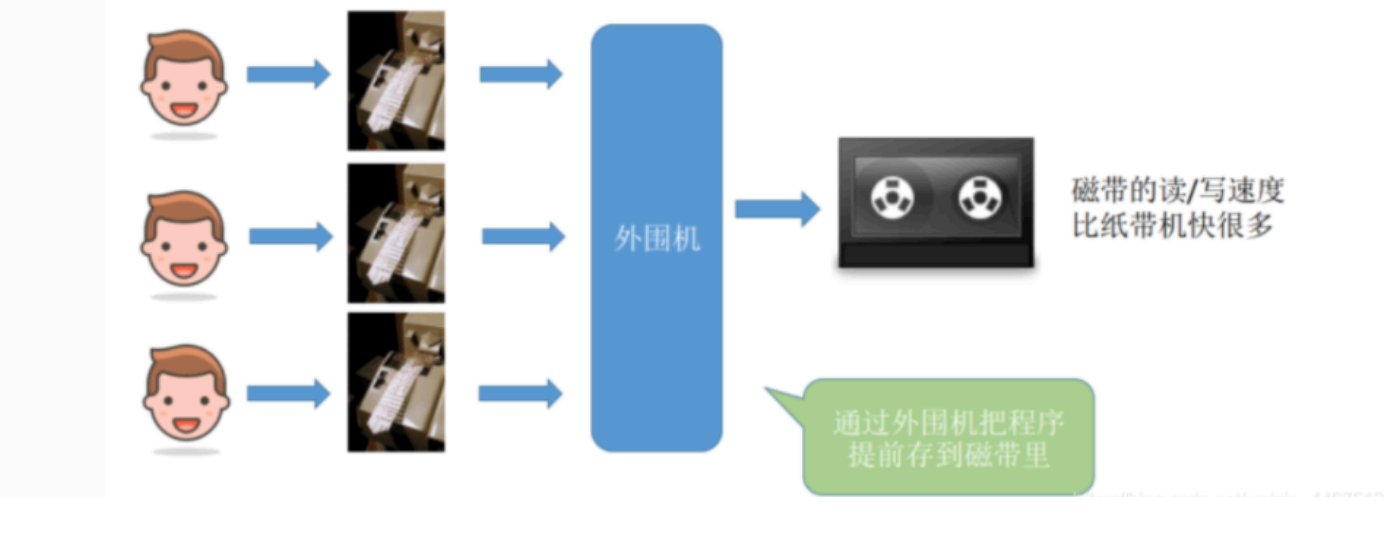 磁带的读/写速度
比纸带机快很多
外围机
通过外围机把程序
提前存到磁带里